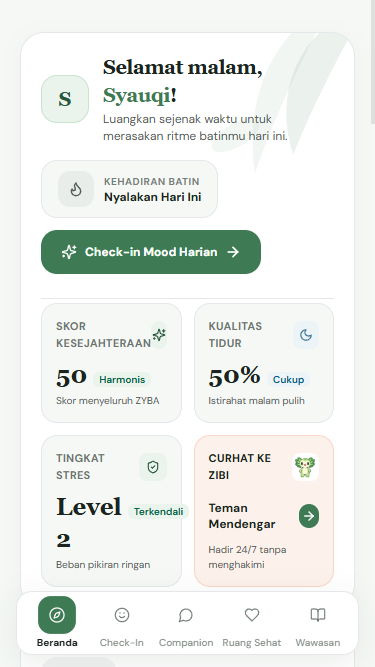 S
Selamat malam,
Syauqi!
Luangkan sejenak waktu untuk
merasakan ritme batinmu hari ini.
KEHADIRAN BATIN
Nyalakan Hari Ini
Check-in Mood Harian
SKOR
KESEJAHTERAAN
50 Harmonis
Skor menyeluruh ZYBA
KUALITAS
TIDUR
50% Cukup
Istirahat malam pulih
TINGKAT
STRES
Level Terkendali
2
Beban pikiran ringan
CURHAT KE
ZIBI
Teman
Mendengar
Hadir 24/7 tanpa
menghakimi
Beranda
Check-In
Companion
Ruang Sehat
Wawasan